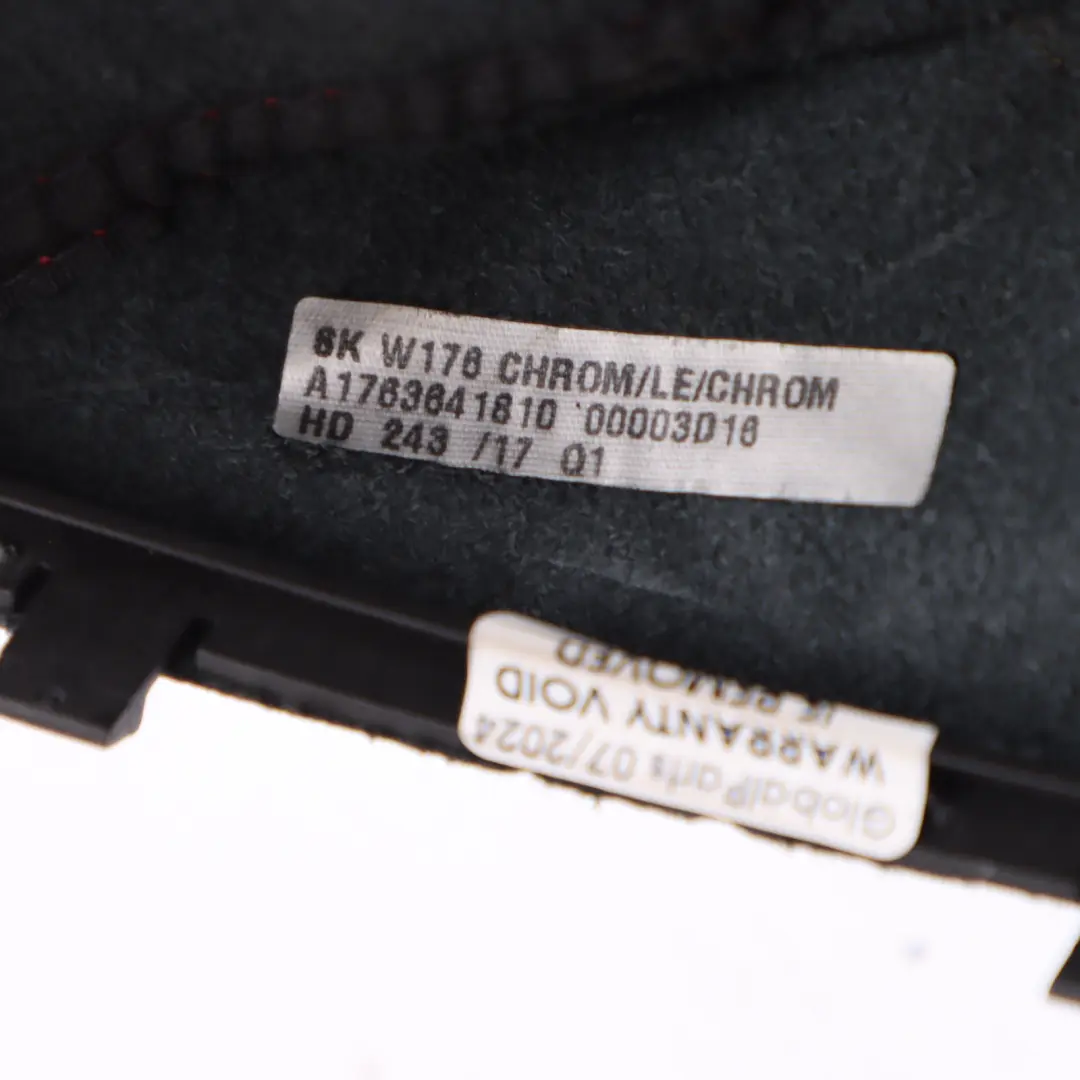 SK W176 CHROM/LE/CHROM
A1763641810 00003D16
HD 243 /17 Q1
GlobalParts 07/2024
WARRANTY VOID
IF REMOVED